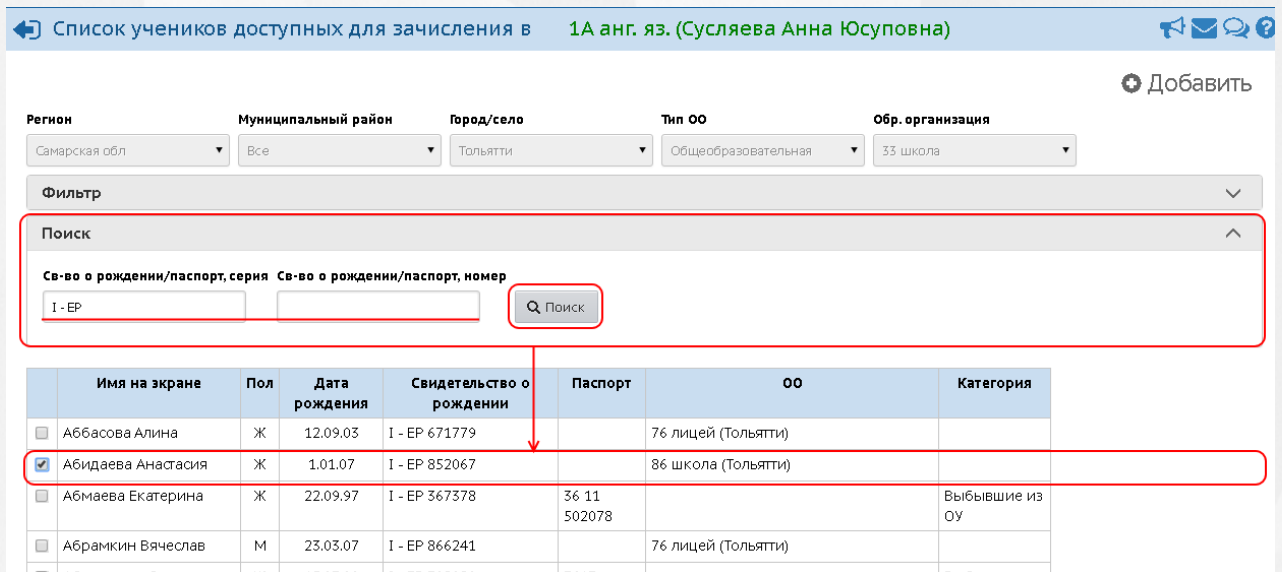 Список учеников доступных для зачисления в 1А анг. яз. (Сусляева Анна Юсуповна)
Добавить
Регион Муниципальный район Город/село Тип ОО Обр. организация
Самарская обл Все Тольятти Общеобразовательная 33 школа
Фильтр
Поиск
Св-во о рождении/паспорт, серия Св-во о рождении/паспорт, номер
I - ЕР Поиск
Имя на экране Пол Дата рождения Свидетельство о рождении Паспорт ОО Категория
Аббасова Алина Ж 12.09.03 I - ЕР 671779 76 лицей (Тольятти)
Абидаева Анастасия Ж 1.01.07 I - ЕР 852067 86 школа (Тольятти)
Абмаева Екатерина Ж 22.09.97 I - ЕР 367378 36 11 502078 Выбывшие из ОУ
Абрамкин Вячеслав М 23.03.07 I - ЕР 866241 76 лицей (Тольятти)